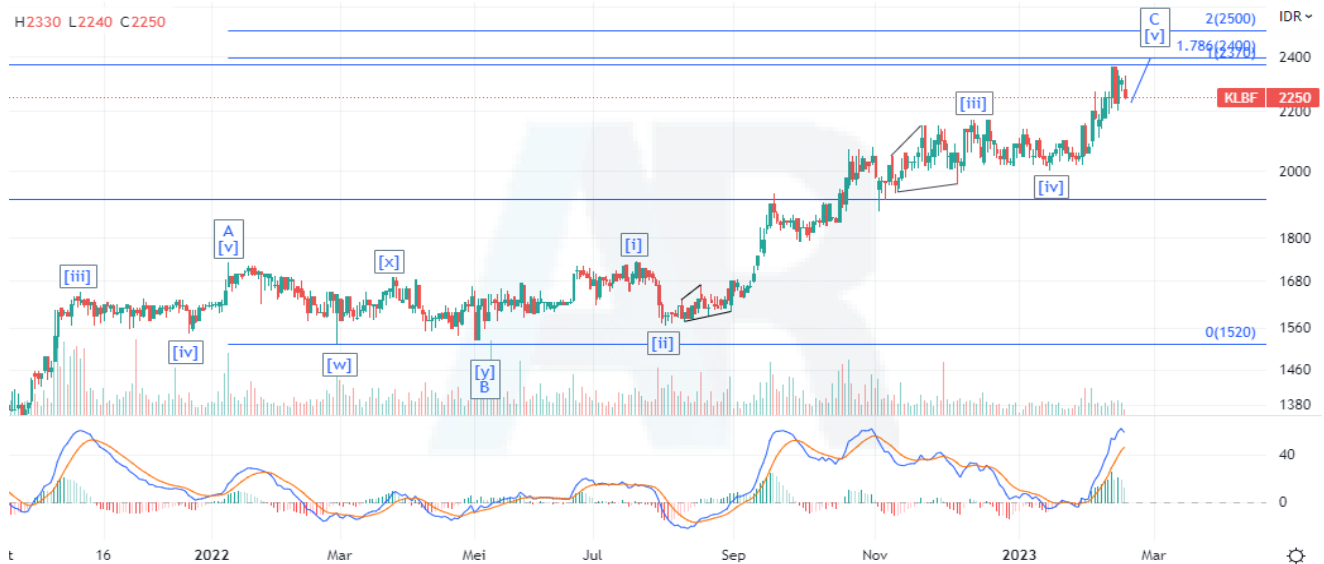 H2330 L2240 C2250
2(2500)
IDR
C
[v]
1.786(2400)
1(2370)
2400
KLBF 2250
2200
[iii]
2000
[iv]
1900
A
[v]
1800
[i]
[x]
[iii]
1680
1560
0(1520)
[iv]
[w]
[ii]
[y]
B
1460
1380
AR
40
0
t 16 2022 Mar Mei Jul Sep Nov 2023 Mar